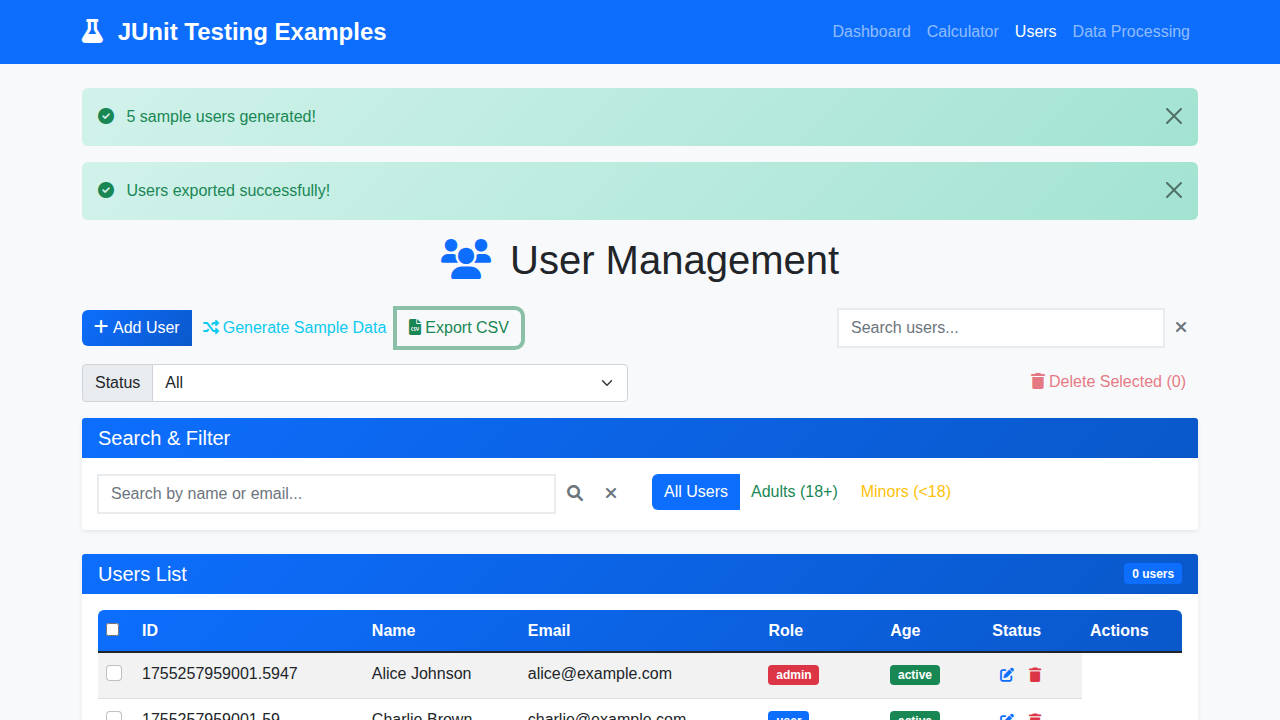 JUnit Testing Examples
Dashboard Calculator Users Data Processing
5 sample users generated!
Users exported successfully!
User Management
Add User Generate Sample Data Export CSV Search users...
Status All Delete Selected (0)
Search & Filter
Search by name or email... All Users Adults (18+) Minors (<18)
Users List 0 users
ID Name Email Role Age Status Actions
1755257959001.5947 Alice Johnson alice@example.com admin active
1755257959001.59 Charlie Brown charlie@example.com user active